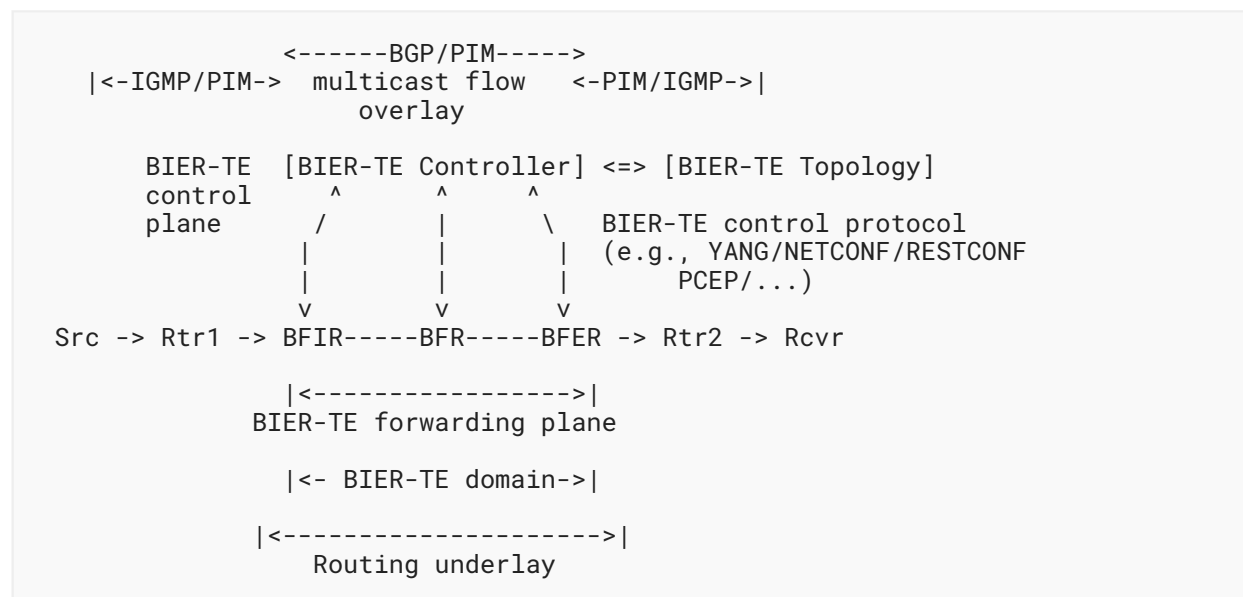 <------BGP/PIM----->
|<-IGMP/PIM-> multicast flow <-PIM/IGMP->|
overlay
BIER-TE [BIER-TE Controller] <=> [BIER-TE Topology]
control ^ ^ ^
plane / | \ BIER-TE control protocol
| | | (e.g., YANG/NETCONF/RESTCONF
| | | PCEP/...)
v v v
Src -> Rtr1 -> BFIR-----BFR-----BFER -> Rtr2 -> Rcvr
|<----------------->|
BIER-TE forwarding plane
|<- BIER-TE domain->|
|<--------------------->|
Routing underlay